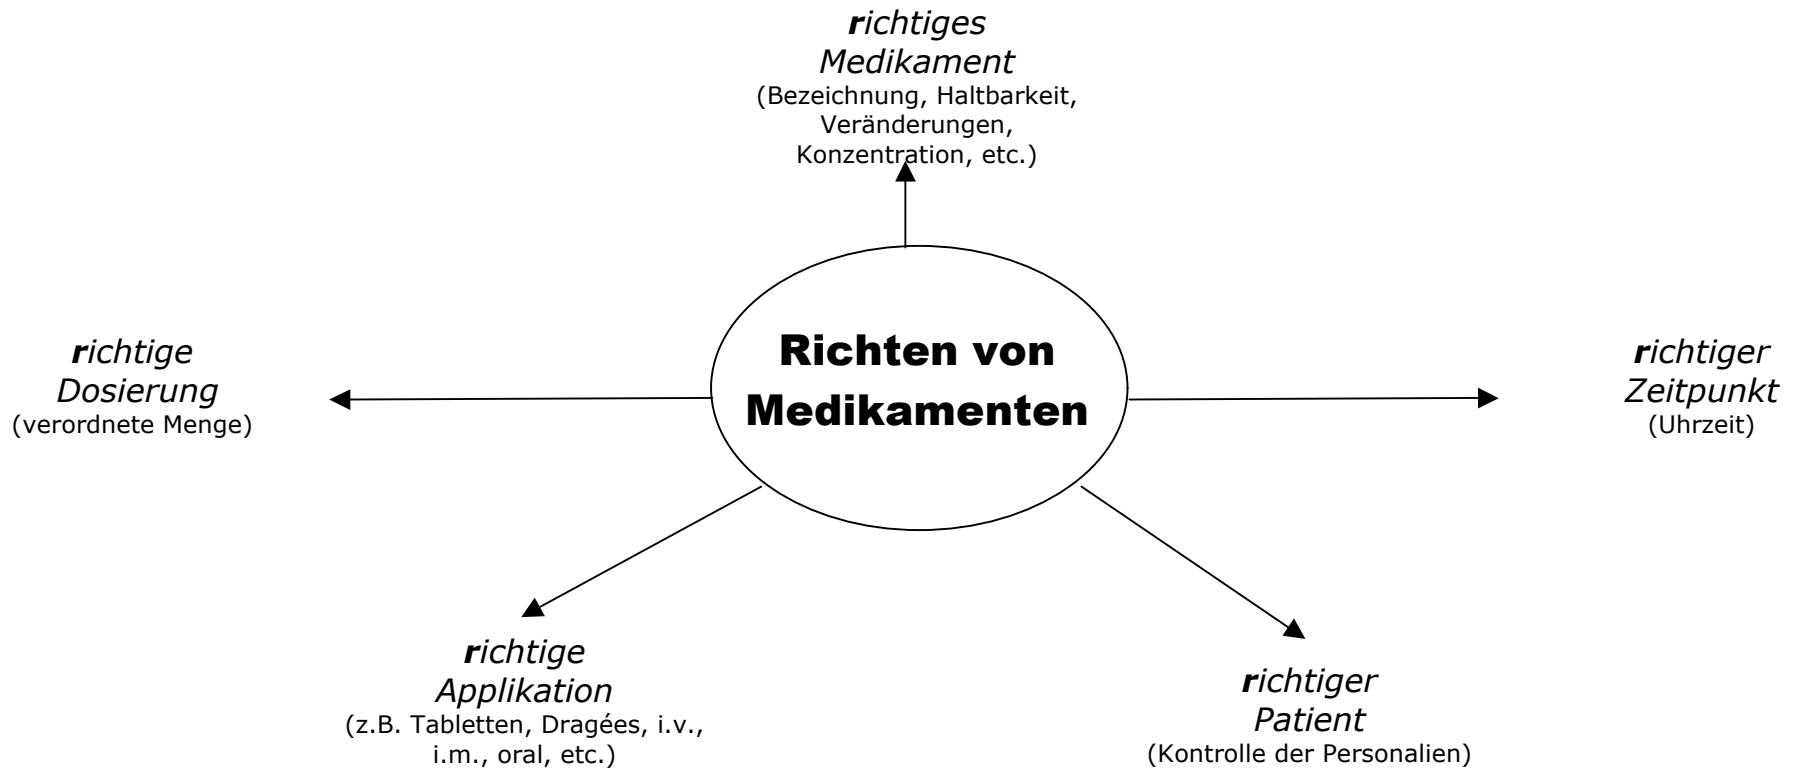 richtiges
Medikament
(Bezeichnung, Haltbarkeit,
Veränderungen,
Konzentration, etc.)
Richten von
Medikamenten
richtige
Dosierung
(verordnete Menge)
richtiger
Zeitpunkt
(Uhrzeit)
richtige
Applikation
(z.B. Tabletten, Dragées, i.v.,
i.m., oral, etc.)
richtiger
Patient
(Kontrolle der Personalien)